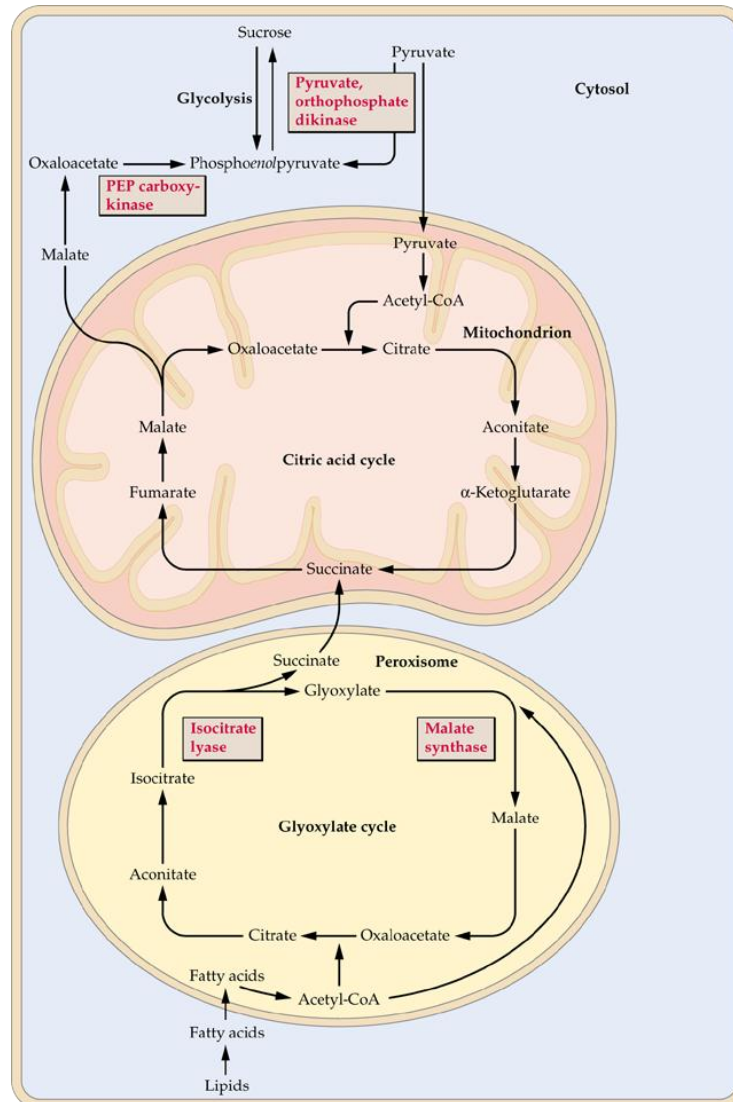 Sucrose
Pyruvate
Glycolysis
Pyruvate,
orthophosphate
dikinase
Cytosol
Oxaloacetate
Phosphoenolpyruvate
PEP carboxy-
kinase
Malate
Pyruvate
Acetyl-CoA
Mitochondrion
Oxaloacetate
Citrate
Malate
Aconitate
Citric acid cycle
Fumarate
α-Ketoglutarate
Succinate
Succinate
Peroxisome
Glyoxylate
Isocitrate
lyase
Malate
synthase
Isocitrate
Malate
Glyoxylate cycle
Aconitate
Citrate
Oxaloacetate
Fatty acids
Acetyl-CoA
Fatty acids
Lipids